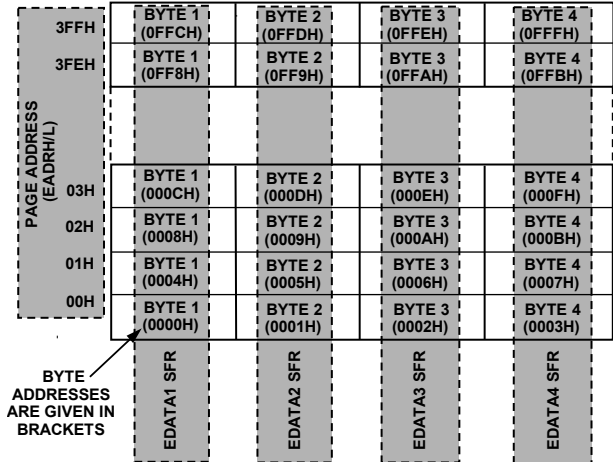 3FFH
BYTE 1 BYTE 2 BYTE 3 BYTE 4
(0FFCH) (0FFDH) (0FFEH) (0FFFH)
3FEH
BYTE 1 BYTE 2 BYTE 3 BYTE 4
(0FF8H) (0FF9H) (0FFAH) (0FFBH)
PAGE ADDRESS
(EADRH/L)
03H
BYTE 1 BYTE 2 BYTE 3 BYTE 4
(000CH) (000DH) (000EH) (000FH)
02H
BYTE 1 BYTE 2 BYTE 3 BYTE 4
(0008H) (0009H) (000AH) (000BH)
01H
BYTE 1 BYTE 2 BYTE 3 BYTE 4
(0004H) (0005H) (0006H) (0007H)
00H
BYTE 1 BYTE 2 BYTE 3 BYTE 4
(0000H) (0001H) (0002H) (0003H)
BYTE
ADDRESSES
ARE GIVEN IN
BRACKETS
EDATA1 SFR
EDATA2 SFR
EDATA3 SFR
EDATA4 SFR